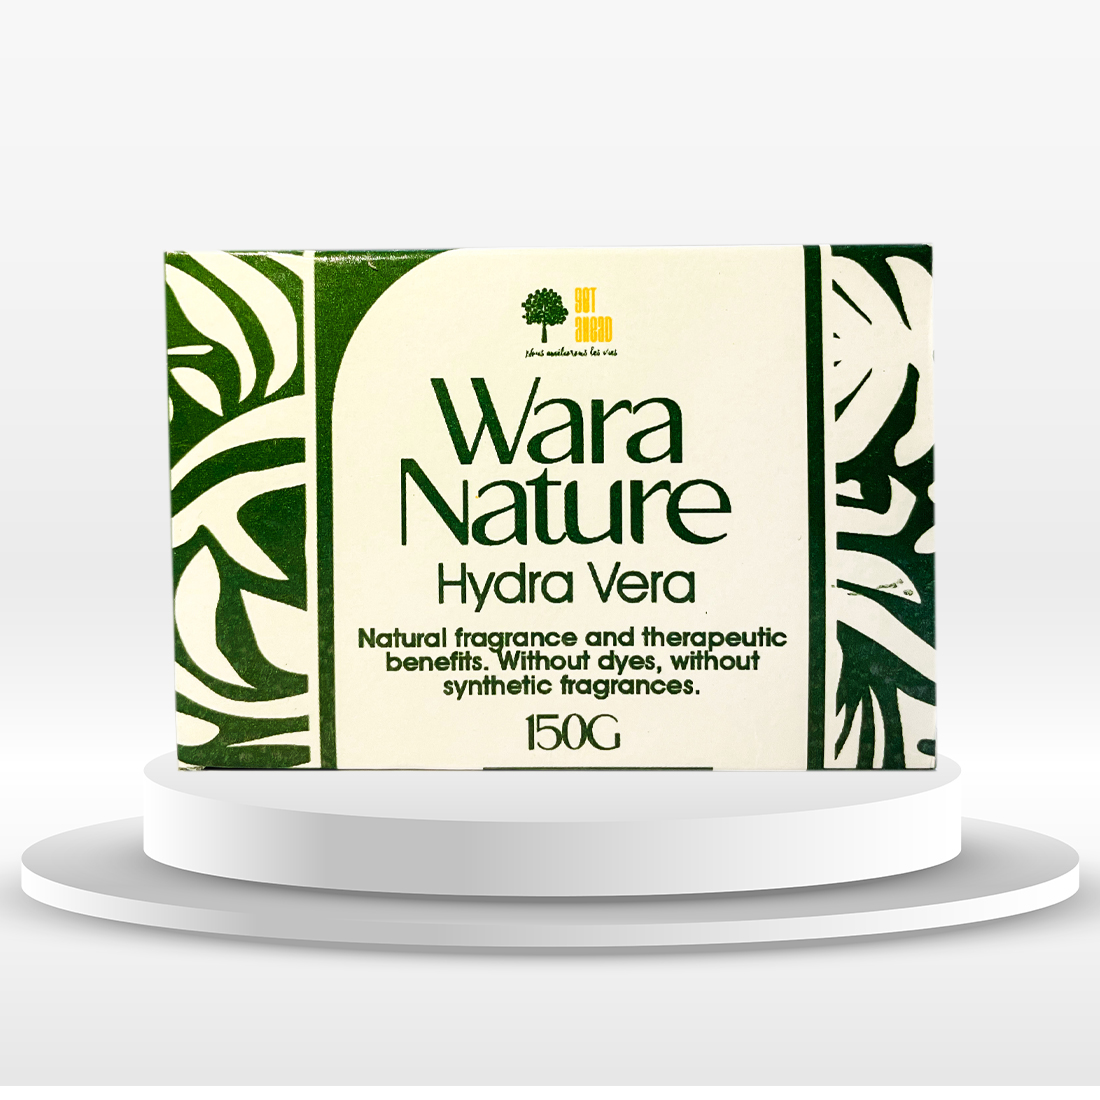 get
ahead
Nous améliorons les vies
Wara
Nature
Hydra Vera
Natural fragrance and therapeutic
benefits. Without dyes, without
synthetic fragrances.
150G